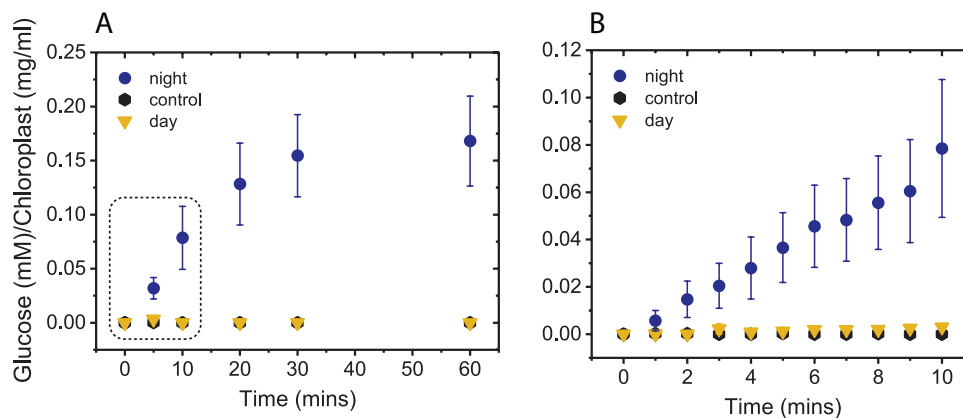 A
Glucose (mM)/Chloroplast (mg/ml)
0.25
0.20
0.15
0.10
0.05
0.00
night
control
day
0 10 20 30 40 50 60
Time (mins)
B
0.12
0.10
0.08
0.06
0.04
0.02
0.00
night
control
day
0 2 4 6 8 10
Time (mins)